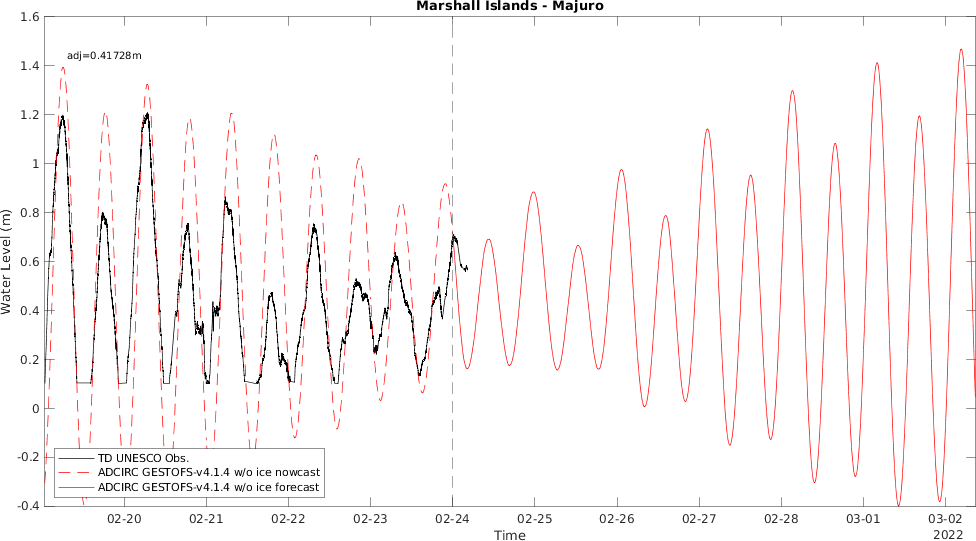 Marshall Islands - Majuro
adj=0.41728m
Water Level (m)
1.6
1.4
1.2
1
0.8
0.6
0.4
0.2
0
-0.2
-0.4
TD UNESCO Obs.
ADCIRC GESTOFS-v4.1.4 w/o ice nowcast
ADCIRC GESTOFS-v4.1.4 w/o ice forecast
02-20 02-21 02-22 02-23 02-24 02-25 02-26 02-27 02-28 03-01 03-02
Time 2022